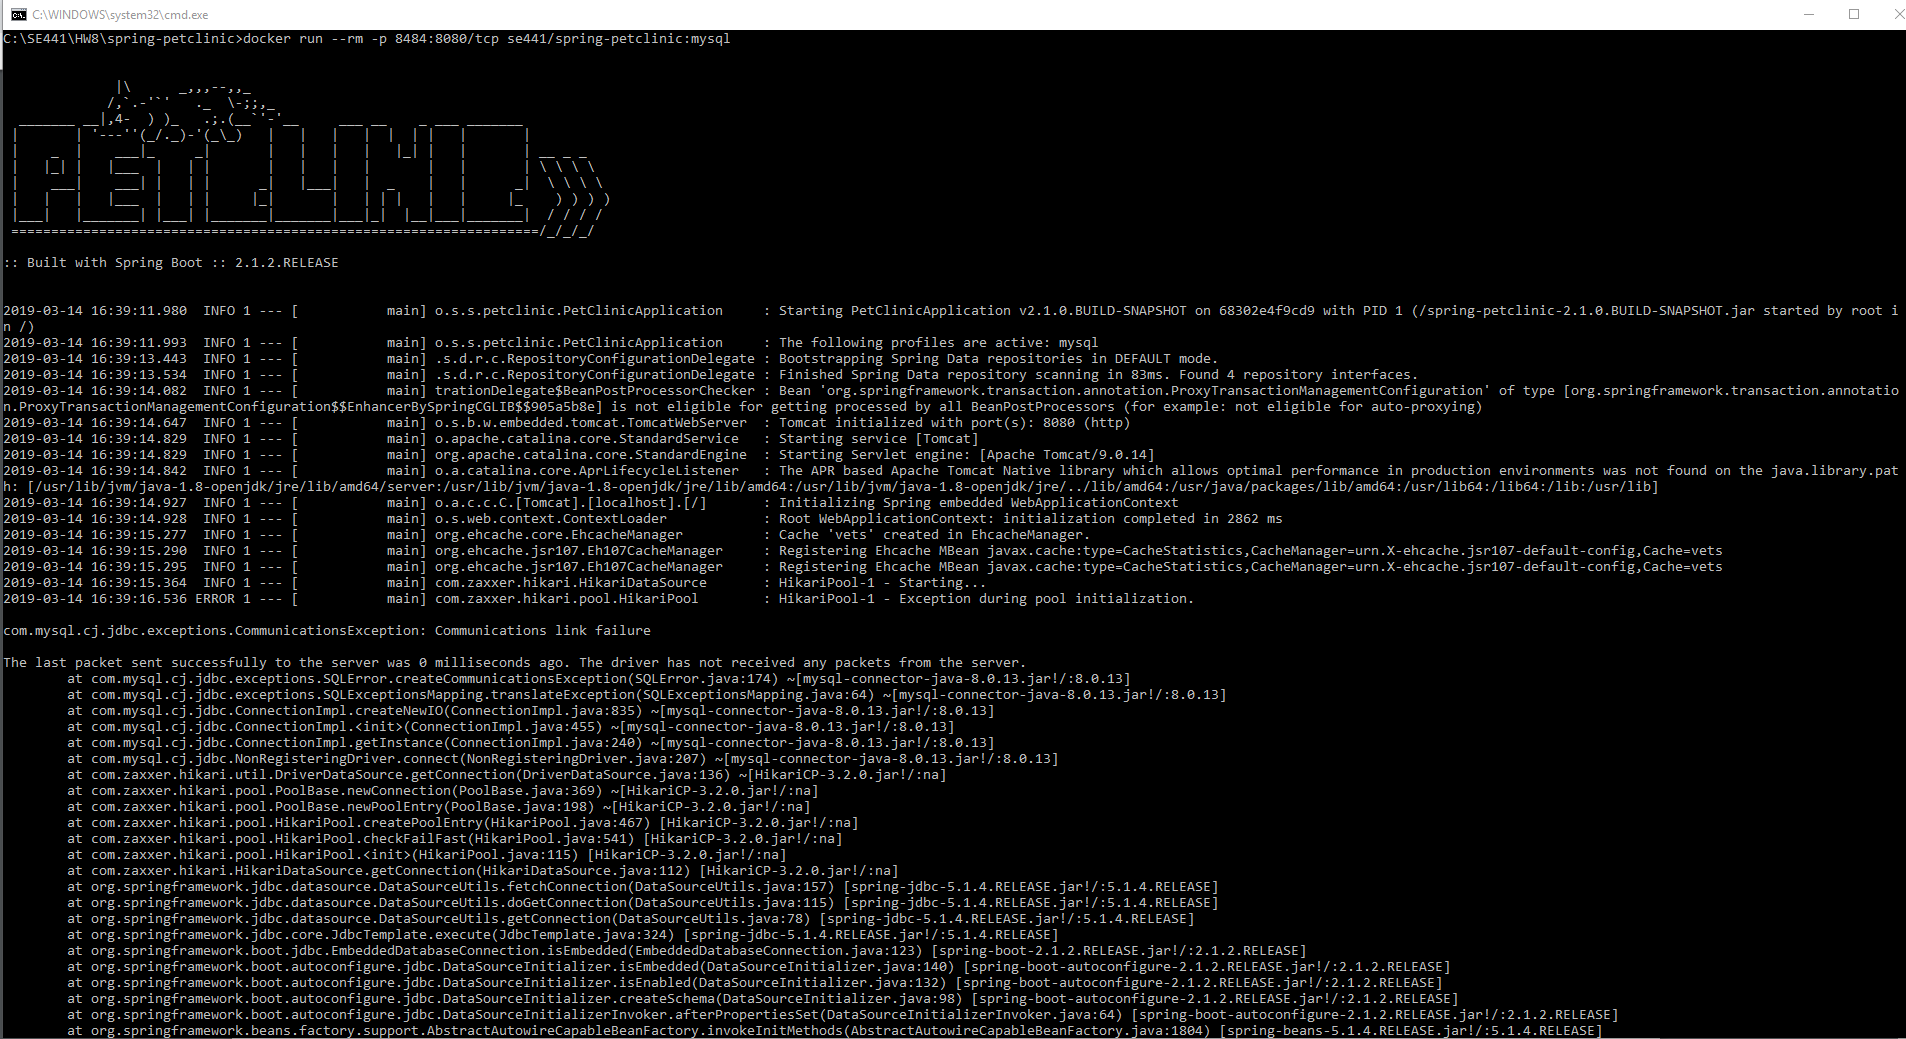 C:\WINDOWS\system32\cmd.exe
C:\SE441\HW8\spring-petclinic>docker run --rm -p 8484:8080/tcp se441/spring-petclinic:mysql
:: Built with Spring Boot :: 2.1.2.RELEASE
2019-03-14 16:39:11.980  INFO 1 --- [           main] o.s.s.petclinic.PetClinicApplication     : Starting PetClinicApplication v2.1.0.BUILD-SNAPSHOT on 68302e4f9cd9 with PID 1 (/spring-petclinic-2.1.0.BUILD-SNAPSHOT.jar started by root i
n /)
2019-03-14 16:39:11.993  INFO 1 --- [           main] o.s.s.petclinic.PetClinicApplication     : The following profiles are active: mysql
2019-03-14 16:39:13.443  INFO 1 --- [           main] .s.d.r.c.RepositoryConfigurationDelegate : Bootstrapping Spring Data repositories in DEFAULT mode.
2019-03-14 16:39:13.534  INFO 1 --- [           main] .s.d.r.c.RepositoryConfigurationDelegate : Finished Spring Data repository scanning in 83ms. Found 4 repository interfaces.
2019-03-14 16:39:14.082  INFO 1 --- [           main] trationDelegate$BeanPostProcessorChecker : Bean 'org.springframework.transaction.annotation.ProxyTransactionManagementConfiguration' of type [org.springframework.transaction.annotatio
n.ProxyTransactionManagementConfiguration$$EnhancerBySpringCGLIB$$905a5b8e] is not eligible for getting processed by all BeanPostProcessors (for example: not eligible for auto-proxying)
2019-03-14 16:39:14.647  INFO 1 --- [           main] o.s.b.w.embedded.tomcat.TomcatWebServer  : Tomcat initialized with port(s): 8080 (http)
2019-03-14 16:39:14.829  INFO 1 --- [           main] o.apache.catalina.core.StandardService   : Starting service [Tomcat]
2019-03-14 16:39:14.829  INFO 1 --- [           main] org.apache.catalina.core.StandardEngine  : Starting Servlet engine: [Apache Tomcat/9.0.14]
2019-03-14 16:39:14.842  INFO 1 --- [           main] o.a.catalina.core.AprLifecycleListener   : The APR based Apache Tomcat Native library which allows optimal performance in production environments was not found on the java.library.pat
h: [/usr/lib/jvm/java-1.8-openjdk/jre/lib/amd64/server:/usr/lib/jvm/java-1.8-openjdk/jre/lib/amd64:/usr/lib/jvm/java-1.8-openjdk/jre/../lib/amd64:/usr/java/packages/lib/amd64:/usr/lib64:/lib64:/lib:/usr/lib]
2019-03-14 16:39:14.927  INFO 1 --- [           main] o.a.c.c.C.[Tomcat].[localhost].[/]       : Initializing Spring embedded WebApplicationContext
2019-03-14 16:39:14.928  INFO 1 --- [           main] o.s.web.context.ContextLoader            : Root WebApplicationContext: initialization completed in 2862 ms
2019-03-14 16:39:15.277  INFO 1 --- [           main] org.ehcache.core.EhcacheManager          : Cache 'vets' created in EhcacheManager.
2019-03-14 16:39:15.290  INFO 1 --- [           main] org.ehcache.jsr107.Eh107CacheManager     : Registering Ehcache MBean javax.cache:type=CacheStatistics,CacheManager=urn.X-ehcache.jsr107-default-config,Cache=vets
2019-03-14 16:39:15.295  INFO 1 --- [           main] org.ehcache.jsr107.Eh107CacheManager     : Registering Ehcache MBean javax.cache:type=CacheStatistics,CacheManager=urn.X-ehcache.jsr107-default-config,Cache=vets
2019-03-14 16:39:15.364  INFO 1 --- [           main] com.zaxxer.hikari.HikariDataSource       : HikariPool-1 - Starting...
2019-03-14 16:39:16.536 ERROR 1 --- [           main] com.zaxxer.hikari.pool.HikariPool        : HikariPool-1 - Exception during pool initialization.
com.mysql.cj.jdbc.exceptions.CommunicationsException: Communications link failure
The last packet sent successfully to the server was 0 milliseconds ago. The driver has not received any packets from the server.
at com.mysql.cj.jdbc.exceptions.SQLError.createCommunicationsException(SQLError.java:174) ~[mysql-connector-java-8.0.13.jar!/:8.0.13]
at com.mysql.cj.jdbc.exceptions.SQLExceptionsMapping.translateException(SQLExceptionsMapping.java:64) ~[mysql-connector-java-8.0.13.jar!/:8.0.13]
at com.mysql.cj.jdbc.ConnectionImpl.createNewIO(ConnectionImpl.java:835) ~[mysql-connector-java-8.0.13.jar!/:8.0.13]
at com.mysql.cj.jdbc.ConnectionImpl.<init>(ConnectionImpl.java:455) ~[mysql-connector-java-8.0.13.jar!/:8.0.13]
at com.mysql.cj.jdbc.ConnectionImpl.getInstance(ConnectionImpl.java:240) ~[mysql-connector-java-8.0.13.jar!/:8.0.13]
at com.mysql.cj.jdbc.NonRegisteringDriver.connect(NonRegisteringDriver.java:207) ~[mysql-connector-java-8.0.13.jar!/:8.0.13]
at com.zaxxer.hikari.util.DriverDataSource.getConnection(DriverDataSource.java:136) ~[HikariCP-3.2.0.jar!/:na]
at com.zaxxer.hikari.pool.PoolBase.newConnection(PoolBase.java:369) ~[HikariCP-3.2.0.jar!/:na]
at com.zaxxer.hikari.pool.PoolBase.newPoolEntry(PoolBase.java:198) ~[HikariCP-3.2.0.jar!/:na]
at com.zaxxer.hikari.pool.HikariPool.createPoolEntry(HikariPool.java:467) [HikariCP-3.2.0.jar!/:na]
at com.zaxxer.hikari.pool.HikariPool.checkFailFast(HikariPool.java:541) [HikariCP-3.2.0.jar!/:na]
at com.zaxxer.hikari.pool.HikariPool.<init>(HikariPool.java:115) [HikariCP-3.2.0.jar!/:na]
at com.zaxxer.hikari.HikariDataSource.getConnection(HikariDataSource.java:112) [HikariCP-3.2.0.jar!/:na]
at org.springframework.jdbc.datasource.DataSourceUtils.fetchConnection(DataSourceUtils.java:157) [spring-jdbc-5.1.4.RELEASE.jar!/:5.1.4.RELEASE]
at org.springframework.jdbc.datasource.DataSourceUtils.doGetConnection(DataSourceUtils.java:115) [spring-jdbc-5.1.4.RELEASE.jar!/:5.1.4.RELEASE]
at org.springframework.jdbc.datasource.DataSourceUtils.getConnection(DataSourceUtils.java:78) [spring-jdbc-5.1.4.RELEASE.jar!/:5.1.4.RELEASE]
at org.springframework.jdbc.core.JdbcTemplate.execute(JdbcTemplate.java:324) [spring-jdbc-5.1.4.RELEASE.jar!/:5.1.4.RELEASE]
at org.springframework.boot.jdbc.EmbeddedDatabaseConnection.isEmbedded(EmbeddedDatabaseConnection.java:123) [spring-boot-2.1.2.RELEASE.jar!/:2.1.2.RELEASE]
at org.springframework.boot.autoconfigure.jdbc.DataSourceInitializer.isEmbedded(DataSourceInitializer.java:140) [spring-boot-autoconfigure-2.1.2.RELEASE.jar!/:2.1.2.RELEASE]
at org.springframework.boot.autoconfigure.jdbc.DataSourceInitializer.isEnabled(DataSourceInitializer.java:132) [spring-boot-autoconfigure-2.1.2.RELEASE.jar!/:2.1.2.RELEASE]
at org.springframework.boot.autoconfigure.jdbc.DataSourceInitializer.createSchema(DataSourceInitializer.java:98) [spring-boot-autoconfigure-2.1.2.RELEASE.jar!/:2.1.2.RELEASE]
at org.springframework.boot.autoconfigure.jdbc.DataSourceInitializerInvoker.afterPropertiesSet(DataSourceInitializerInvoker.java:64) [spring-boot-autoconfigure-2.1.2.RELEASE.jar!/:2.1.2.RELEASE]
at org.springframework.beans.factory.support.AbstractAutowireCapableBeanFactory.invokeInitMethods(AbstractAutowireCapableBeanFactory.java:1804) [spring-beans-5.1.4.RELEASE.jar!/:5.1.4.RELEASE]